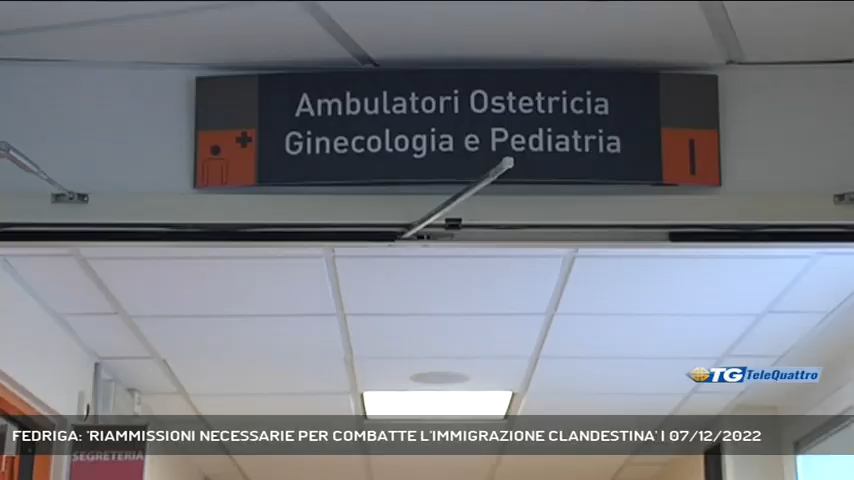 Ambulatori Ostetricia
Ginecologia e Pediatria
I
TG TeleQuattro
FEDRIGA: 'RIAMMISSIONI NECESSARIE PER COMBATTE L'IMMIGRAZIONE CLANDESTINA' | 07/12/2022
SEGRETERIA